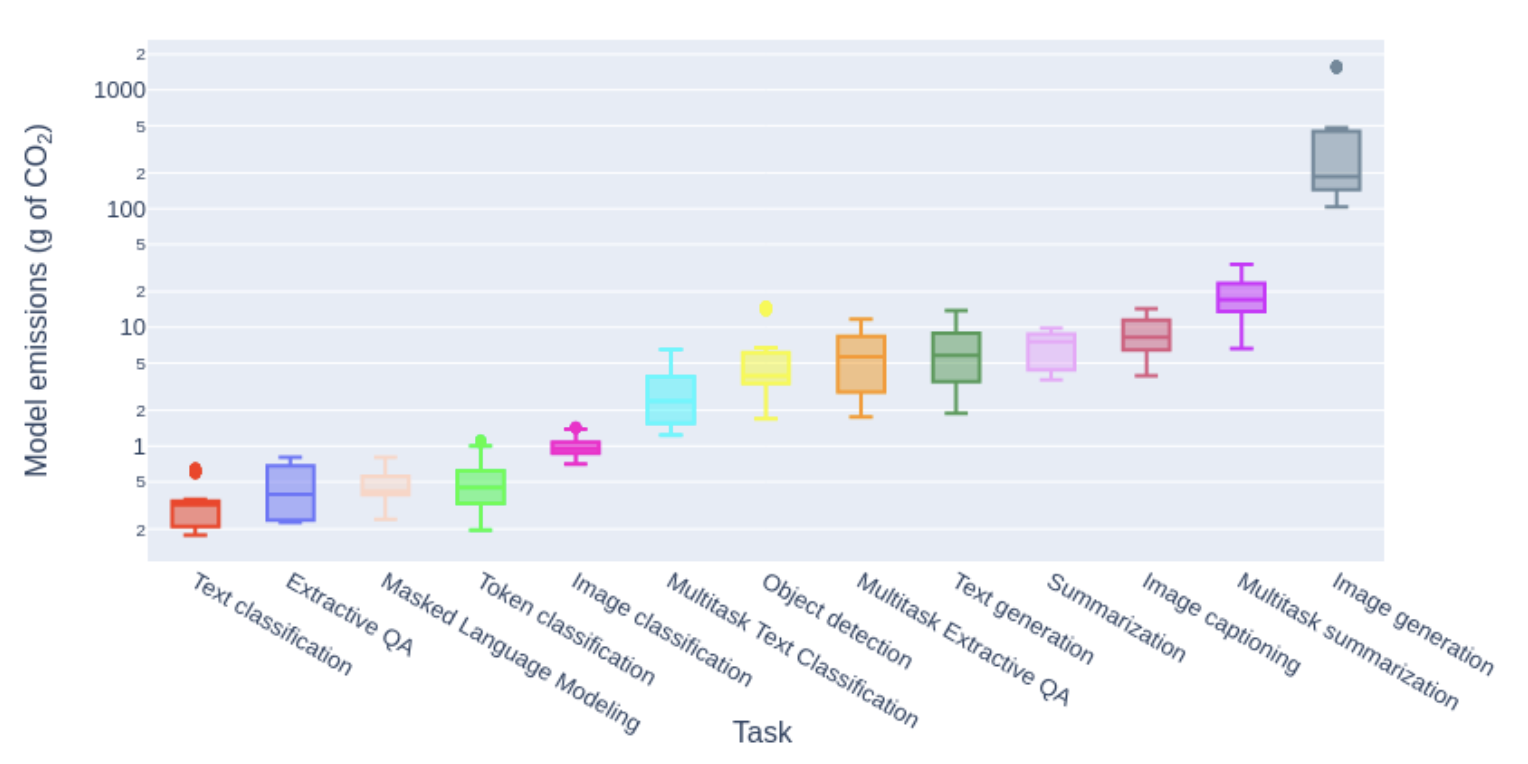 Model emissions (g of CO₂)
2
1000
5
2
100
5
2
10
5
2
1
5
2
Text classification
Extractive QA
Masked Language Modeling
Token classification
Image classification
Multitask Text Classification
Object detection
Multitask Extractive QA
Text generation
Summarization
Image captioning
Multitask summarization
Image generation
Task